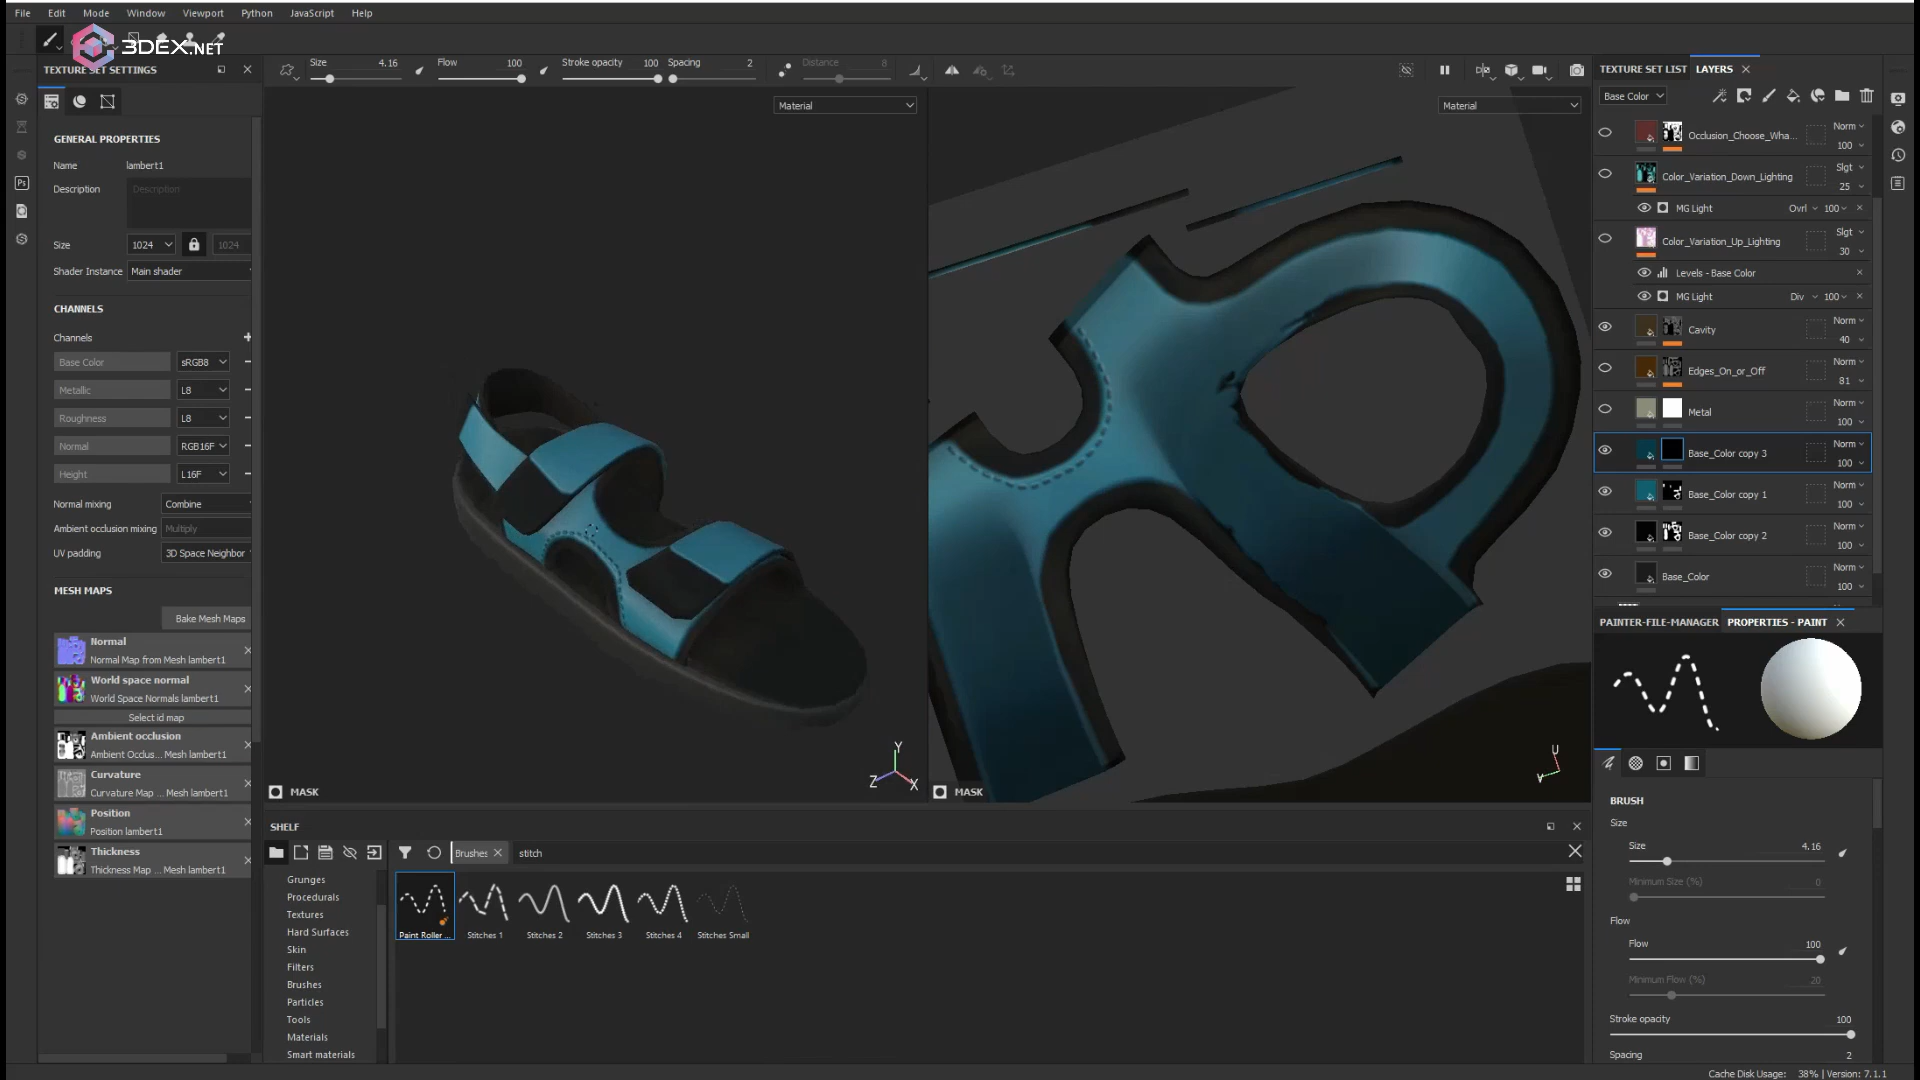 File Edit Mode Window Viewport Python JavaScript Help
3DEX.NET
TEXTURE SET SETTINGS
Size 4.16 Flow 100 Stroke opacity 100 Spacing 2 Distance 8
Material
Material
GENERAL PROPERTIES
Name lambert1
Description Description
Size 1024 1024
Shader Instance Main shader
CHANNELS
Channels
Base Color sRGB8
Metallic L8
Roughness L8
Normal RGB16F
Height L16F
Normal mixing Combine
Ambient occlusion mixing Multiply
UV padding 3D Space Neighbor
MESH MAPS
Bake Mesh Maps
Normal
Normal Map from Mesh lambert1
World space normal
World Space Normals lambert1
Select id map
Ambient occlusion
Ambient Occlus... Mesh lambert1
Curvature
Curvature Map ... Mesh lambert1
Position
Position lambert1
Thickness
Thickness Map ... Mesh lambert1
Y
Z
X
MASK
U
V
MASK
SHELF
Brushes
stitch
Grunges
Procedurals
Textures
Hard Surfaces
Skin
Filters
Brushes
Particles
Tools
Materials
Smart materials
Paint Roller ...
Stitches 1
Stitches 2
Stitches 3
Stitches 4
Stitches Small
TEXTURE SET LIST LAYERS
Base Color
Occlusion_Choose_Wha... Norm 100
Color_Variation_Down_Lighting Slgt 25
MG Light Ovrl 100
Color_Variation_Up_Lighting Slgt 30
Levels - Base Color
MG Light Div 100
Cavity Norm 40
Edges_On_or_Off Norm 81
Metal Norm 100
Base_Color copy 3 Norm 100
Base_Color copy 1 Norm 100
Base_Color copy 2 Norm 100
Base_Color Norm 100
PAINTER-FILE-MANAGER PROPERTIES - PAINT
BRUSH
Size
Size 4.16
Minimum Size (%) 0
Flow
Flow 100
Minimum Flow (%) 20
Stroke opacity 100
Spacing 2
Cache Disk Usage: 38% | Version: 7.1.1